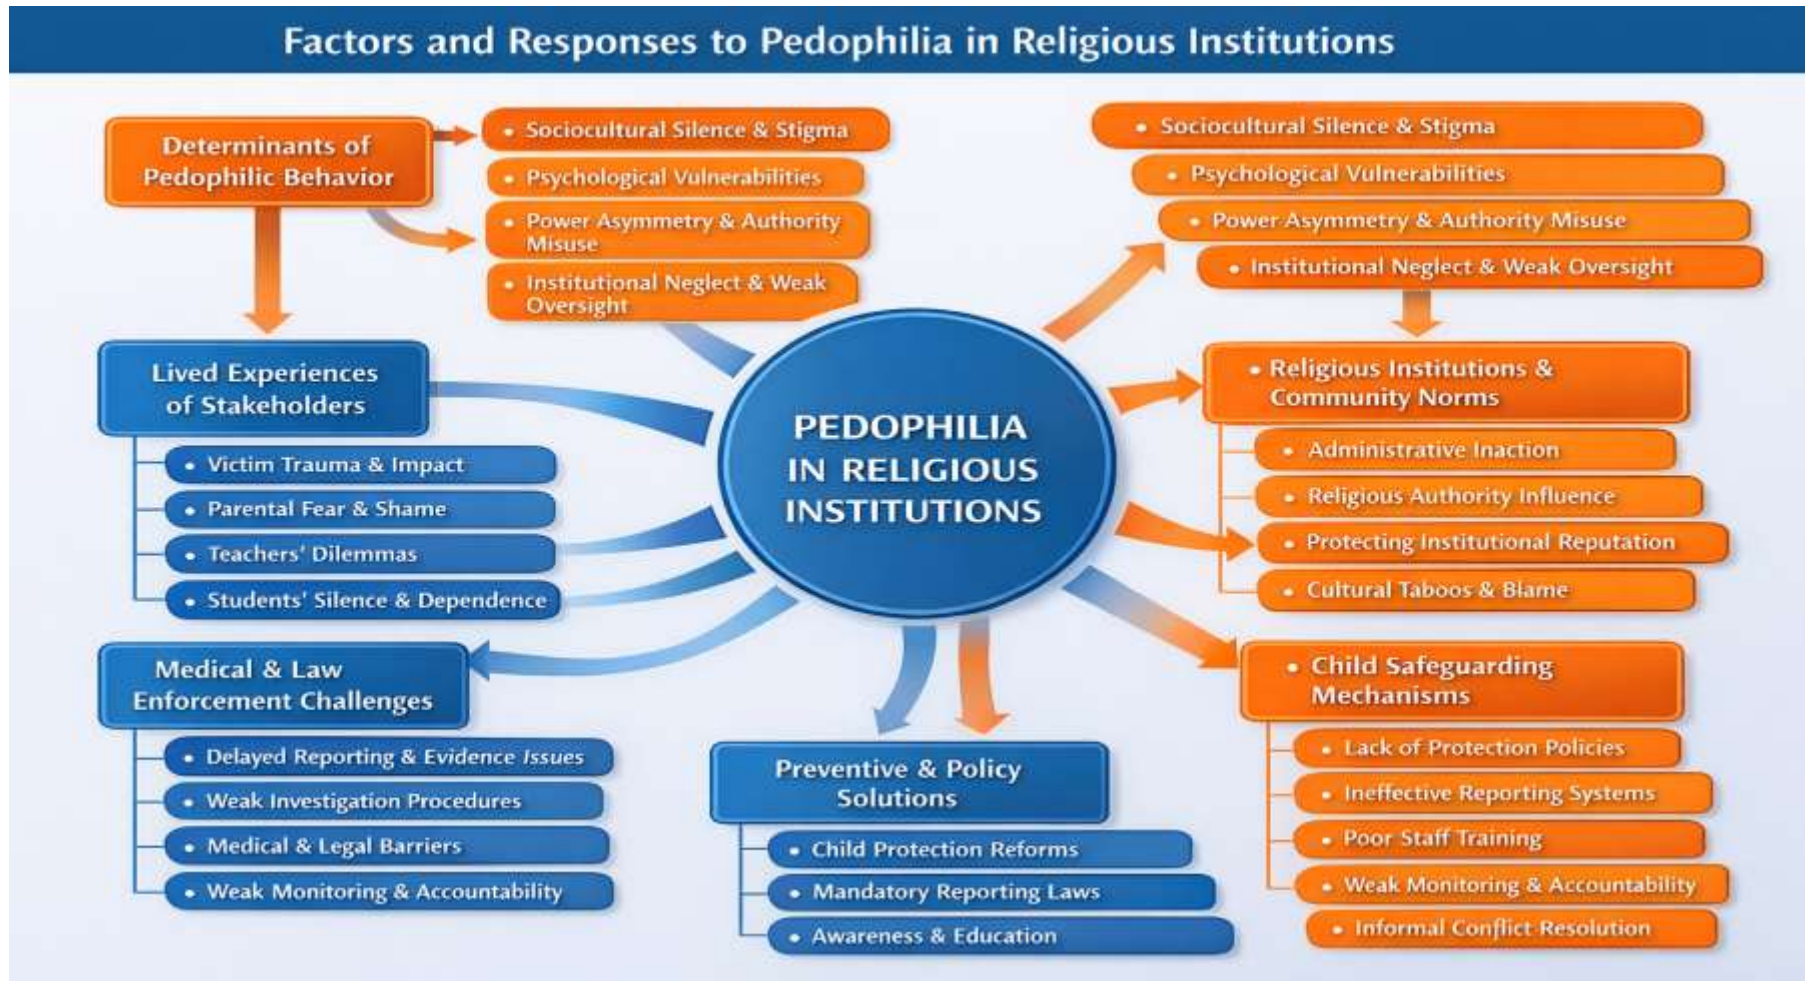 Factors and Responses to Pedophilia in Religious Institutions
Determinants of
Pedophilic Behavior
• Sociocultural Silence & Stigma
• Psychological Vulnerabilities
• Power Asymmetry & Authority
Misuse
• Institutional Neglect & Weak
Oversight
• Sociocultural Silence & Stigma
• Psychological Vulnerabilities
• Power Asymmetry & Authority Misuse
• Institutional Neglect & Weak Oversight
Lived Experiences
of Stakeholders
• Victim Trauma & Impact
• Parental Fear & Shame
• Teachers' Dilemmas
• Students' Silence & Dependence
PEDOPHILIA
IN RELIGIOUS
INSTITUTIONS
• Religious Institutions &
Community Norms
• Administrative Inaction
• Religious Authority Influence
• Protecting Institutional Reputation
• Cultural Taboos & Blame
Medical & Law
Enforcement Challenges
• Delayed Reporting & Evidence Issues
• Weak Investigation Procedures
• Medical & Legal Barriers
• Weak Monitoring & Accountability
Preventive & Policy
Solutions
• Child Protection Reforms
• Mandatory Reporting Laws
• Awareness & Education
• Child Safeguarding
Mechanisms
• Lack of Protection Policies
• Ineffective Reporting Systems
• Poor Staff Training
• Weak Monitoring & Accountability
• Informal Conflict Resolution